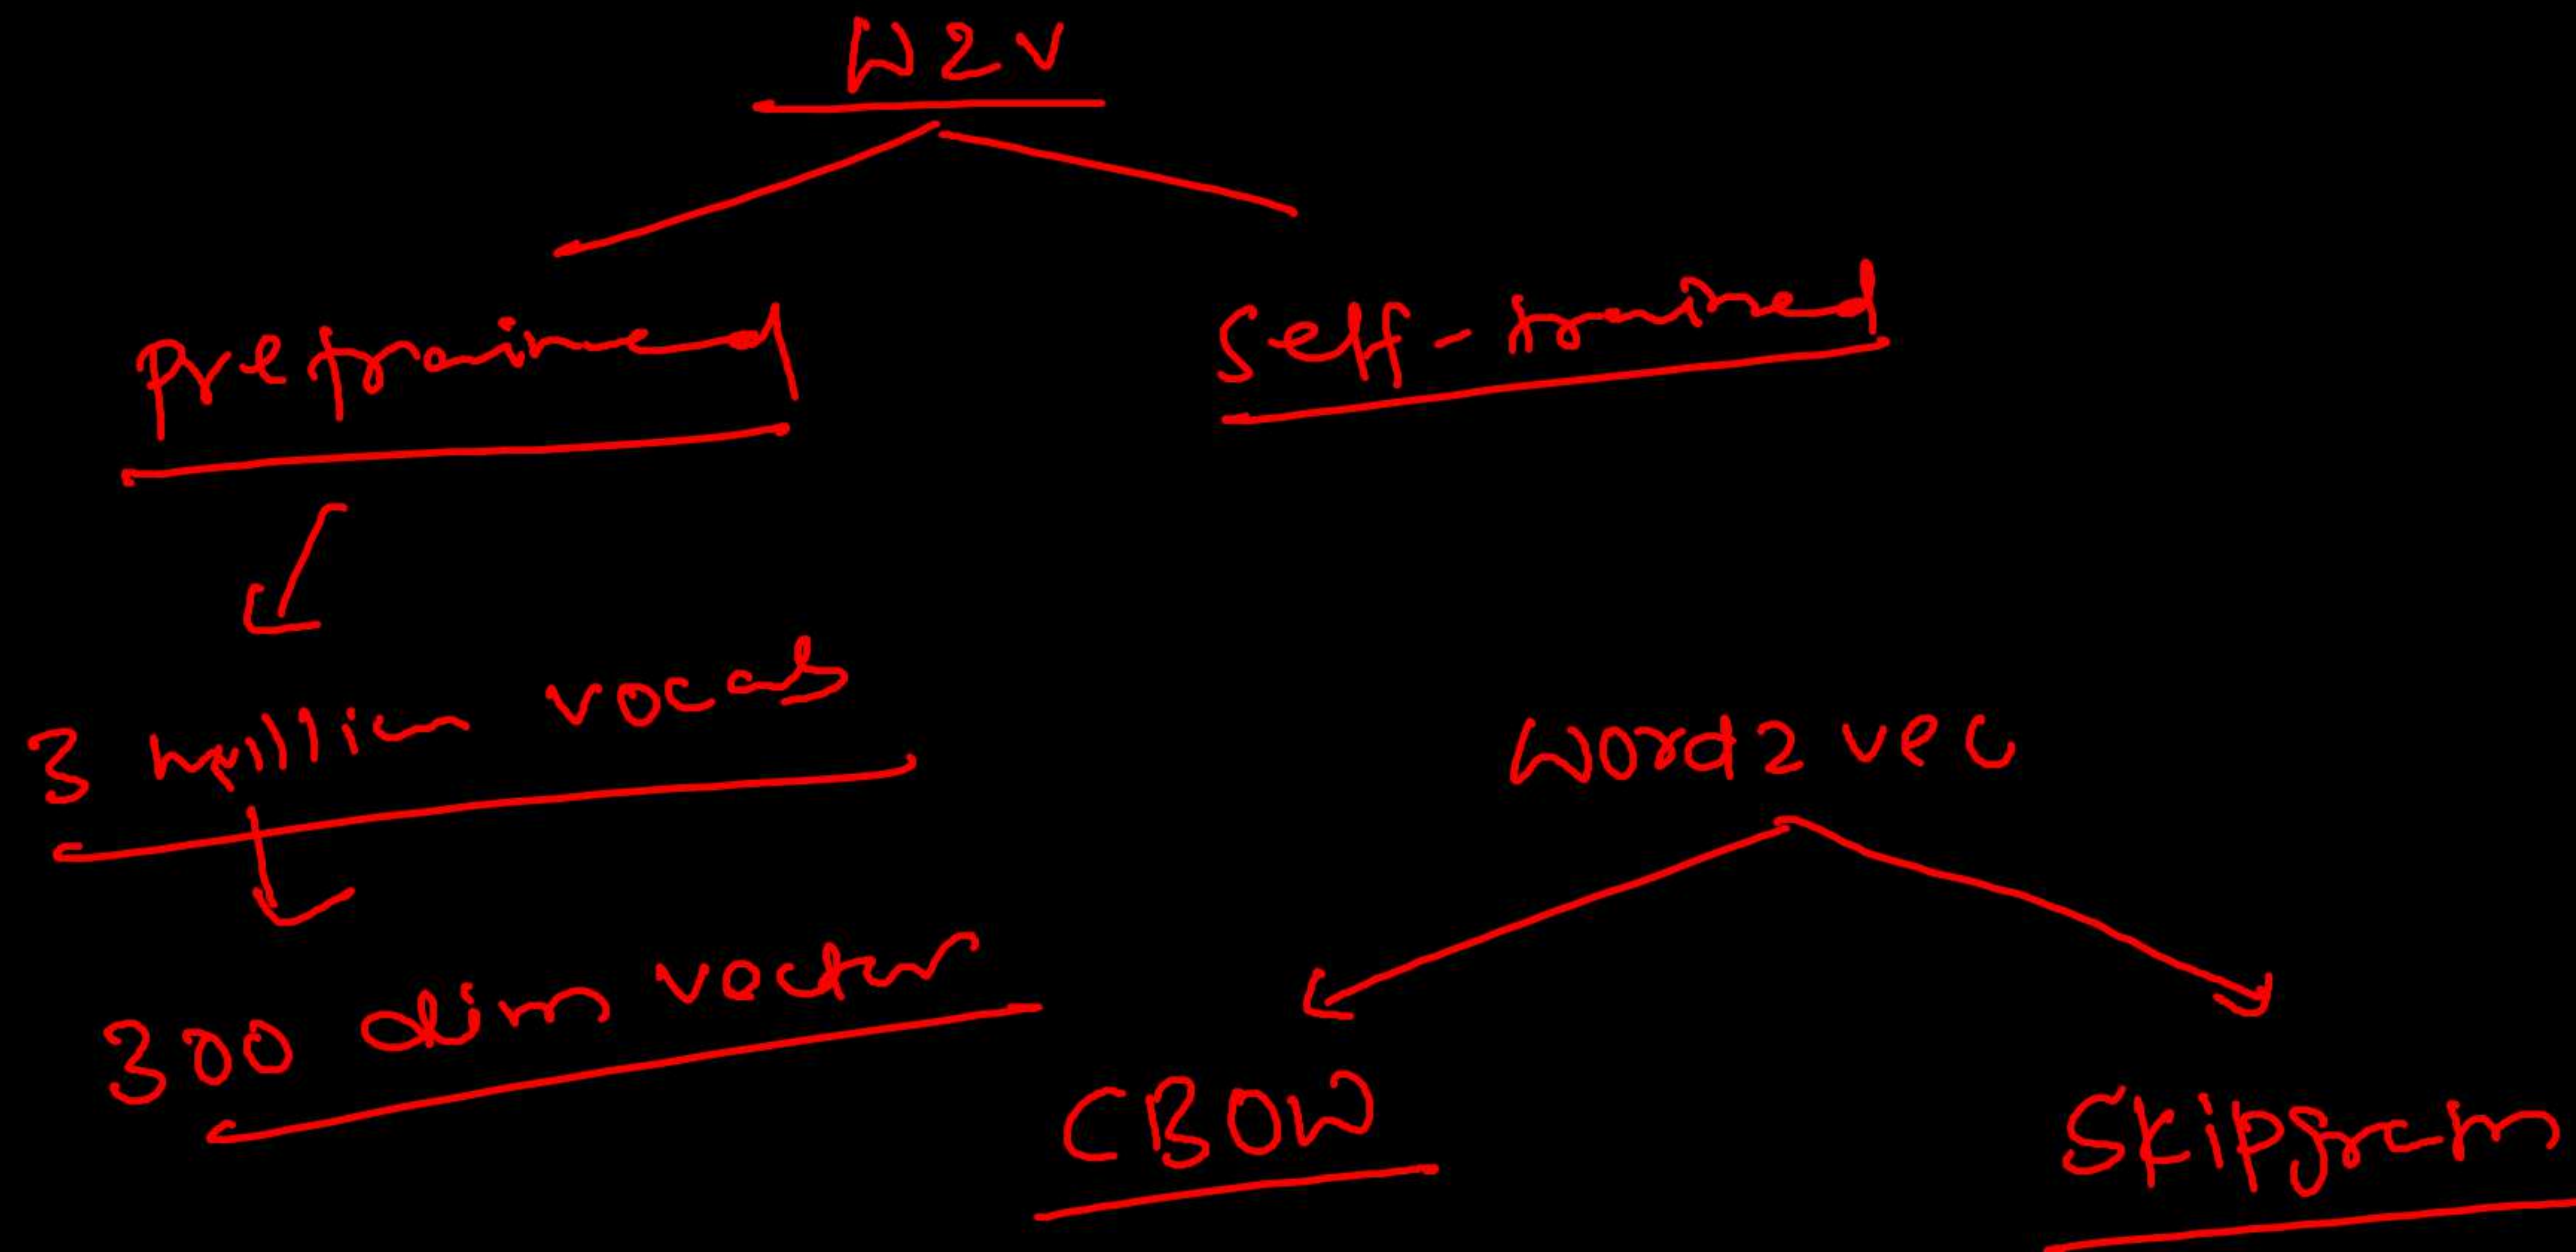 W2V
Pretrained
Self-trained
3 million vocab
300 dim vector
Word2vec
CBOW
Skipgram